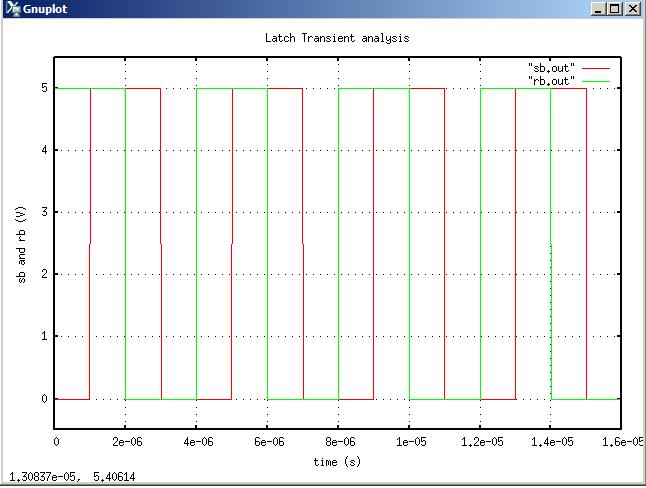 Gnuplot
Latch Transient analysis
"sb.out"
"rb.out"
5
4
3
2
1
0
sb and rb (V)
0 2e-06 4e-06 6e-06 8e-06 1e-05 1.2e-05 1.4e-05 1.6e-05
time (s)
1.30837e-05, 5.40614